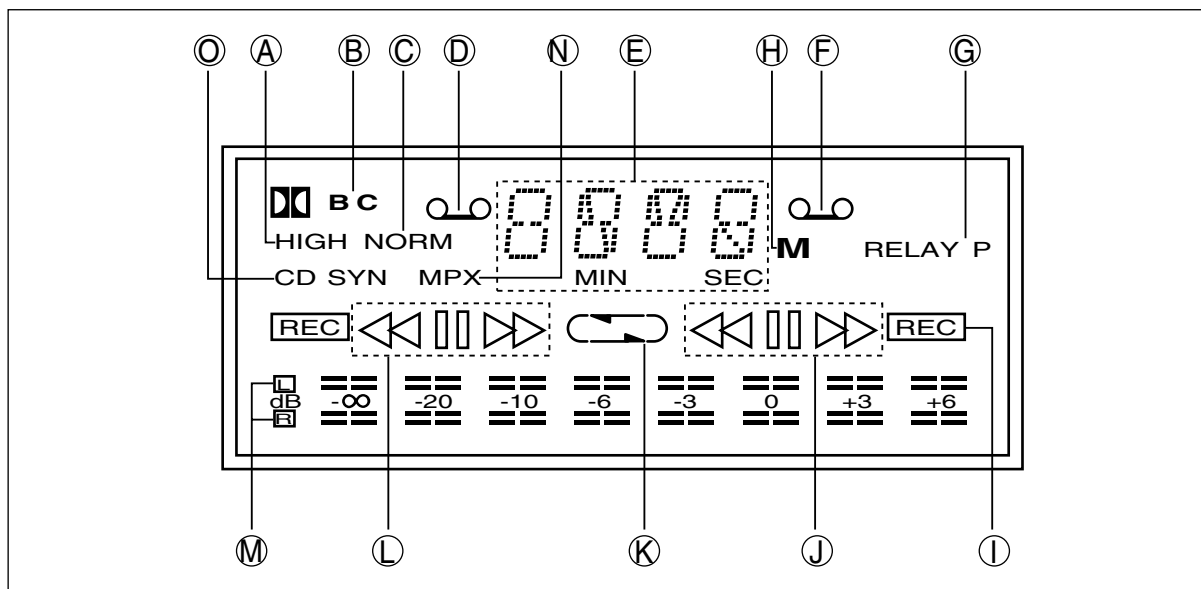 O A B C D N E H F G
B C
HIGH NORM M RELAY P
CD SYN MPX MIN SEC
REC REC
L
dB -∞ -20 -10 -6 -3 0 +3 +6
R
M L K J I